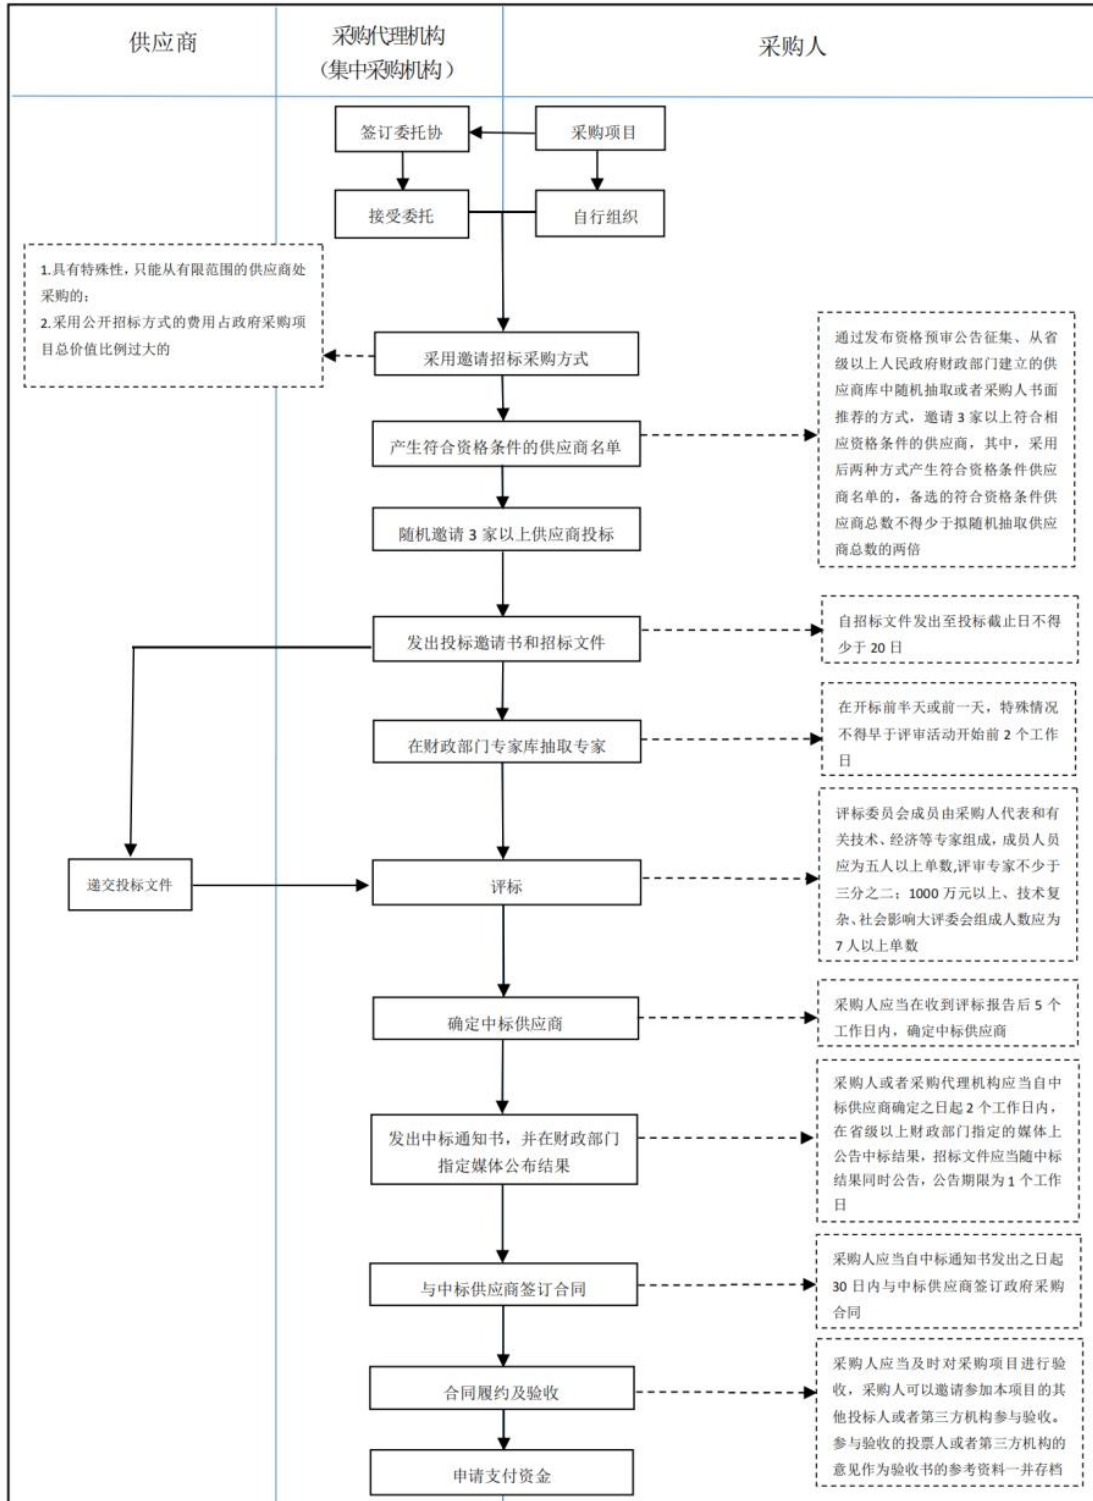 供应商
采购代理机构
（集中采购机构）
采购人
签订委托协
采购项目
接受委托
自行组织
1.具有特殊性，只能从有限范围的供应商处
采购的；
2.采用公开招标方式的费用占政府采购项
目总价值比例过大的
采用邀请招标采购方式
通过发布资格预审公告征集、从省
级以上人民政府财政部门建立的供
应商库中随机抽取或者采购人书面
推荐的方式，邀请 3 家以上符合相
应资格条件的供应商，其中，采用
后两种方式产生符合资格条件供应
商名单的，备选的符合资格条件供
应商总数不得少于拟随机抽取供应
商总数的两倍
产生符合资格条件的供应商名单
随机邀请 3 家以上供应商投标
发出投标邀请书和招标文件
自招标文件发出至投标截止日不得
少于 20 日
在财政部门专家库抽取专家
在开标前半天或前一天，特殊情况
不得早于评审活动开始前 2 个工作
日
递交投标文件
评标
评标委员会成员由采购人代表和有
关技术、经济等专家组成，成员人员
应为五人以上单数,评审专家不少于
三分之二；1000 万元以上、技术复
杂、社会影响大评委会组成人数应为
7 人以上单数
确定中标供应商
采购人应当在收到评标报告后 5 个
工作日内，确定中标供应商
发出中标通知书，并在财政部门
指定媒体公布结果
采购人或者采购代理机构应当自中
标供应商确定之日起 2 个工作日内，
在省级以上财政部门指定的媒体上
公告中标结果，招标文件应当随中标
结果同时公告，公告期限为 1 个工作
日
与中标供应商签订合同
采购人应当自中标通知书发出之日起
30 日内与中标供应商签订政府采购
合同
合同履约及验收
采购人应当及时对采购项目进行验
收，采购人可以邀请参加本项目的其
他投标人或者第三方机构参与验收。
参与验收的投票人或者第三方机构的
意见作为验收书的参考资料一并存档
申请支付资金